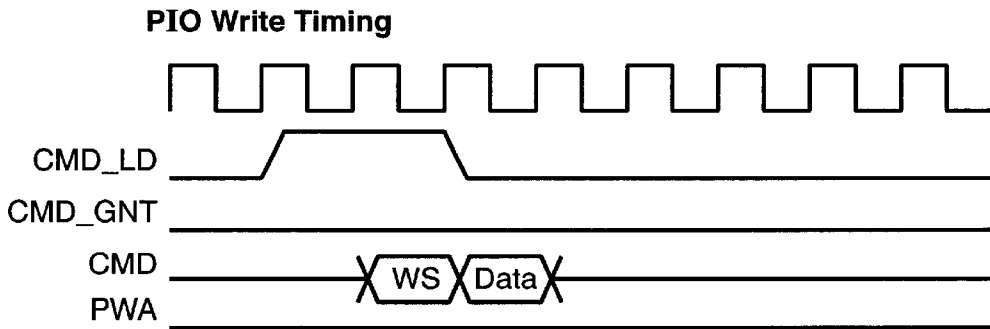 PIO Write Timing
CMD_LD
CMD_GNT
CMD WS Data
PWA